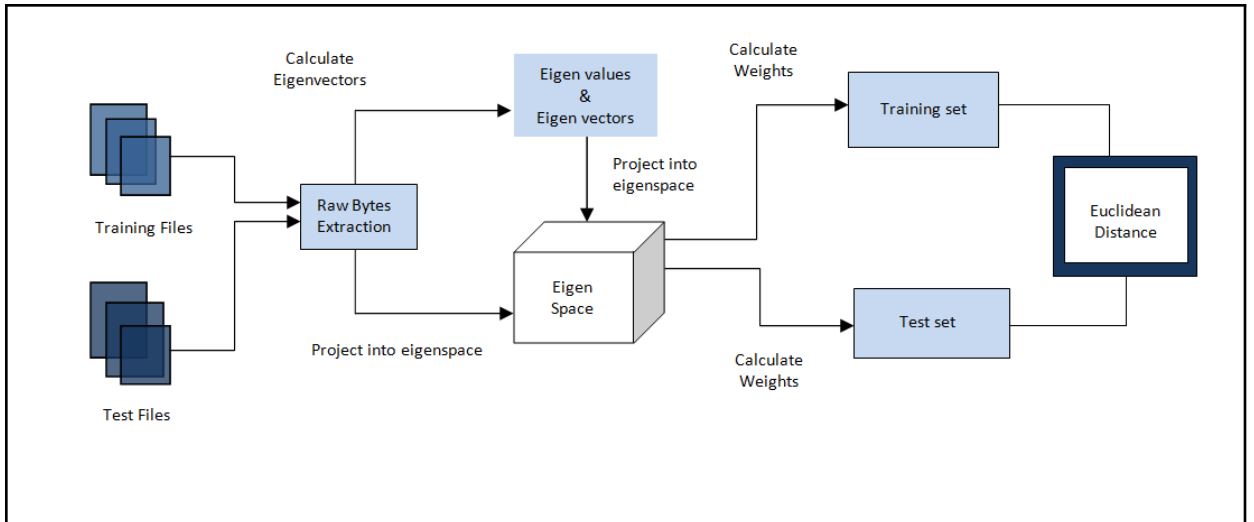 Calculate
Eigenvectors
Eigen values
&
Eigen vectors
Calculate
Weights
Training set
Project into
eigenspace
Raw Bytes
Extraction
Training Files
Euclidean
Distance
Eigen
Space
Test set
Project into eigenspace
Calculate
Weights
Test Files